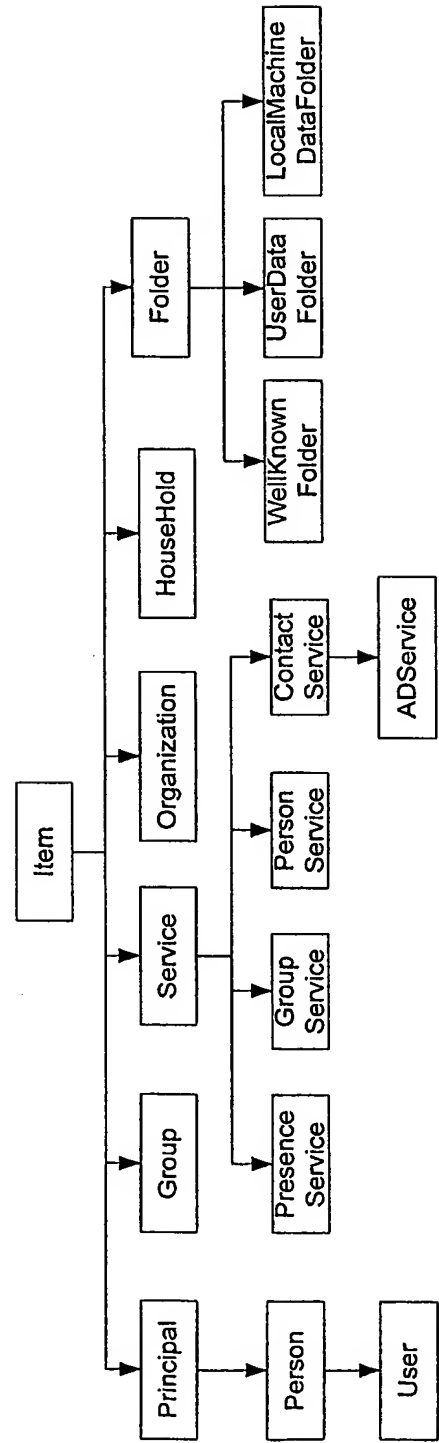 Item
Principal
Group
Service
Organization
HouseHold
Folder
Person
Presence
Service
Group
Service
Person
Service
Contact
Service
WellKnown
Folder
UserData
Folder
LocalMachine
DataFolder
User
ADService